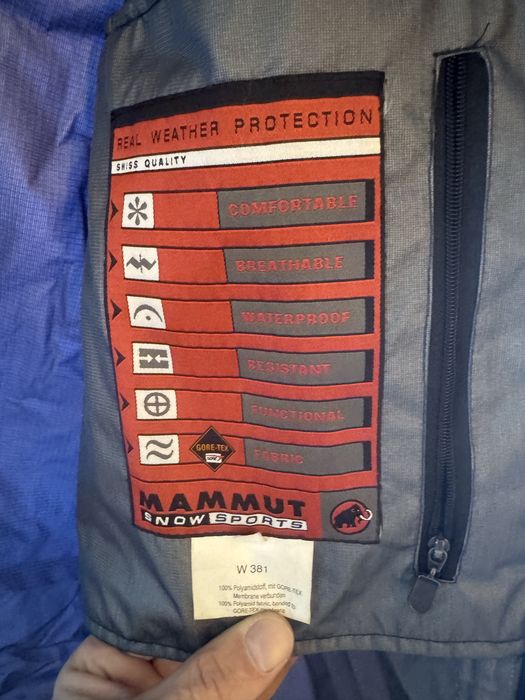 REAL WEATHER PROTECTION
SWISS QUALITY
COMFORTABLE
BREATHABLE
WATERPROOF
RESISTANT
FUNCTIONAL
GORE-TEX
FABRIC
MAMMUT
SNOW SPORTS
W 381
100% Polyamidstoff, mit GORE-TEX
Membrane verbunden
100% Polyamid fabric, bonded to
GORE-TEX membrane